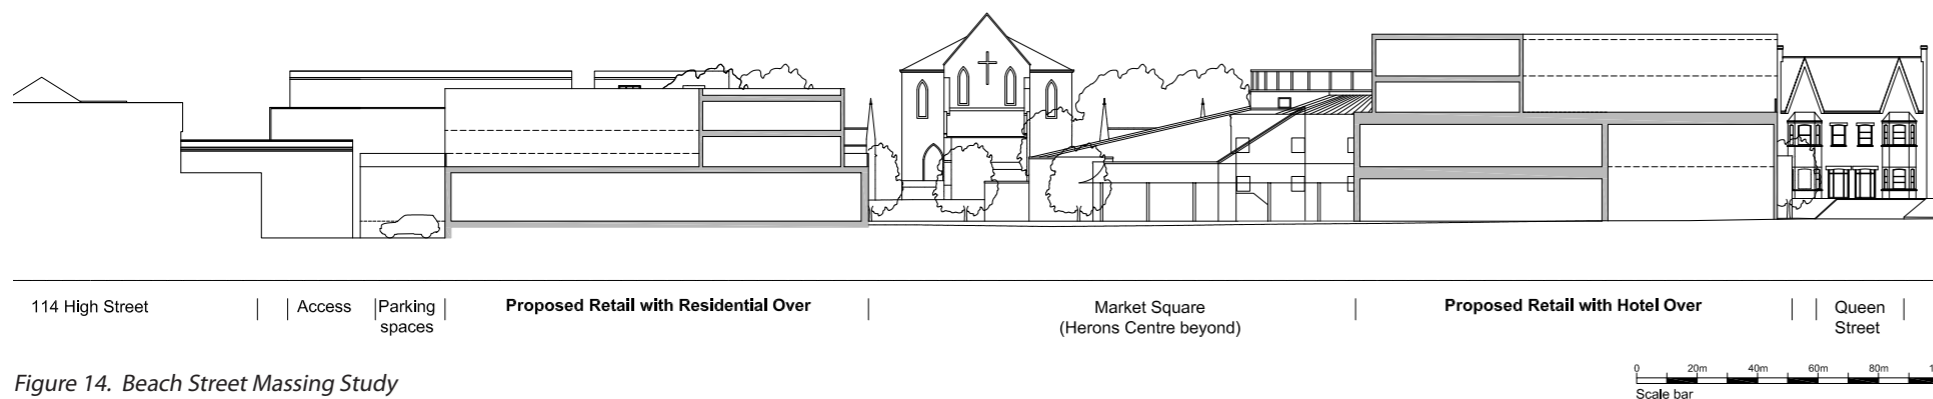 114 High Street
Access
Parking
spaces
Proposed Retail with Residential Over
Market Square
(Herons Centre beyond)
Proposed Retail with Hotel Over
Queen
Street
Figure 14. Beach Street Massing Study
0 20m 40m 60m 80m
Scale bar